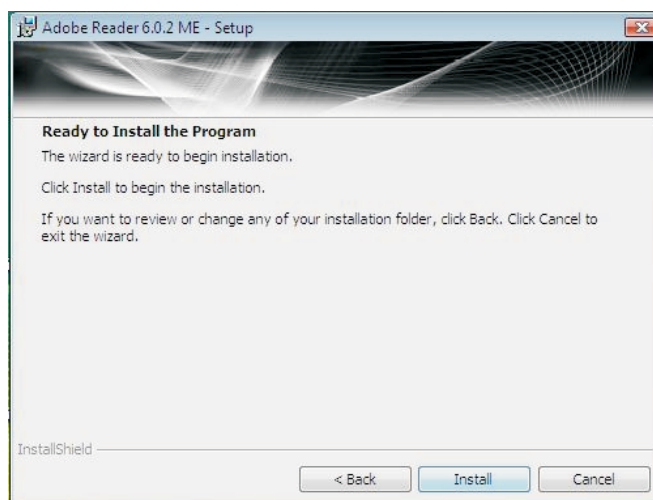 Adobe Reader 6.0.2 ME - Setup
Ready to Install the Program
The wizard is ready to begin installation.
Click Install to begin the installation.
If you want to review or change any of your installation folder, click Back. Click Cancel to
exit the wizard.
InstallShield
< Back Install Cancel